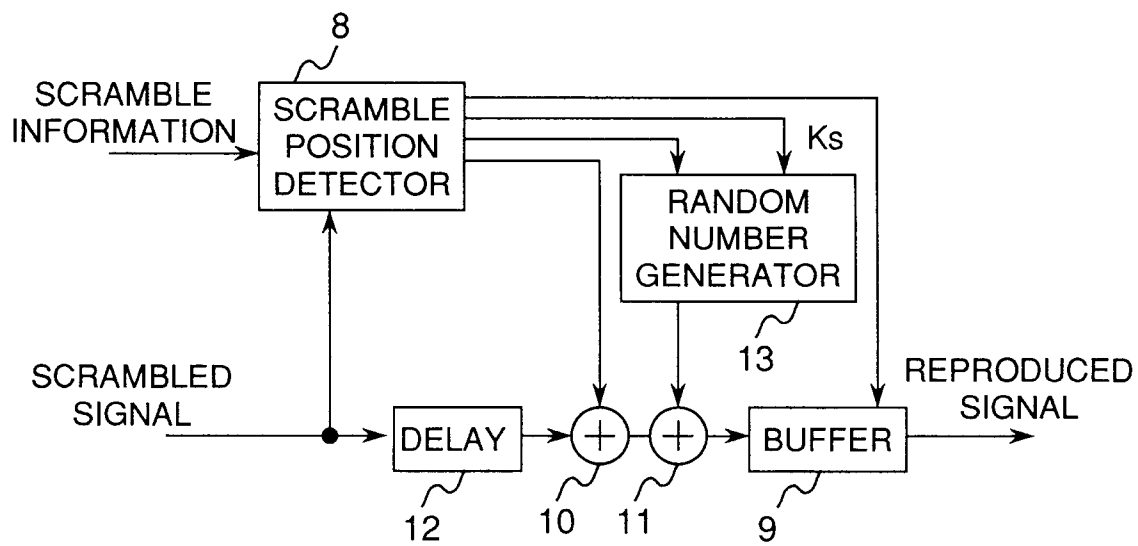 8
SCRAMBLE
INFORMATION
SCRAMBLE
POSITION
DETECTOR
Ks
RANDOM
NUMBER
GENERATOR
13
SCRAMBLED
SIGNAL
REPRODUCED
SIGNAL
DELAY
+
+
BUFFER
12
10
11
9